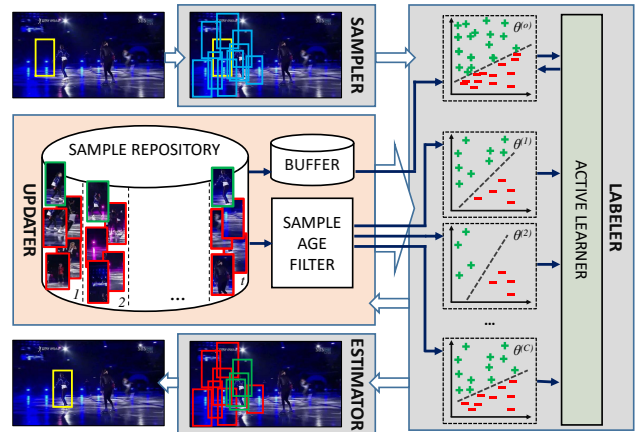 SAMPLER
θ(o)
SAMPLE REPOSITORY
BUFFER
UPDATER
SAMPLE
AGE
FILTER
1
2
...
t
θ(1)
θ(2)
...
θ(C)
ACTIVE LEARNER
LABELER
ESTIMATOR